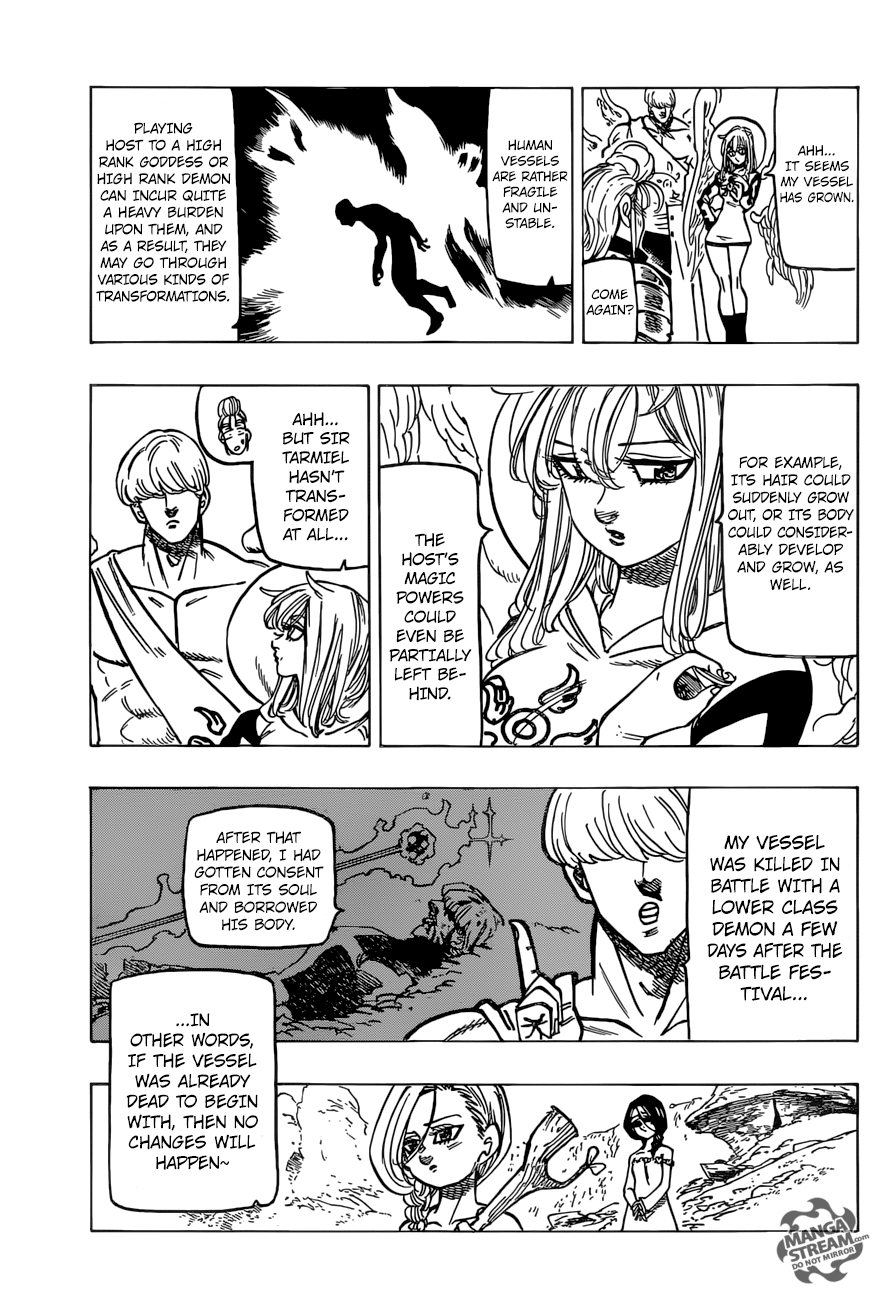 AHH...
IT SEEMS
MY VESSEL
HAS GROWN.
COME
AGAIN?
HUMAN
VESSELS
ARE RATHER
FRAGILE
AND UN-
STABLE.
PLAYING
HOST TO A HIGH
RANK GODDESS OR
HIGH RANK DEMON
CAN INCUR QUITE
A HEAVY BURDEN
UPON THEM, AND
AS A RESULT, THEY
MAY GO THROUGH
VARIOUS KINDS OF
TRANSFORMATIONS.
FOR EXAMPLE,
ITS HAIR COULD
SUDDENLY GROW
OUT, OR ITS BODY
COULD CONSIDER-
ABLY DEVELOP
AND GROW, AS
WELL.
THE
HOST'S
MAGIC
POWERS
COULD
EVEN BE
PARTIALLY
LEFT BE-
HIND.
AHH...
BUT SIR
TARMIEL
HASN'T
TRANS-
FORMED
AT ALL...
MY VESSEL
WAS KILLED IN
BATTLE WITH A
LOWER CLASS
DEMON A FEW
DAYS AFTER THE
BATTLE FES-
TIVAL...
AFTER THAT
HAPPENED, I HAD
GOTTEN CONSENT
FROM ITS SOUL
AND BORROWED
HIS BODY.
...IN
OTHER WORDS,
IF THE VESSEL
WAS ALREADY
DEAD TO BEGIN
WITH, THEN NO
CHANGES WILL
HAPPEN~
MANGA
STREAM.com
DO NOT MIRROR